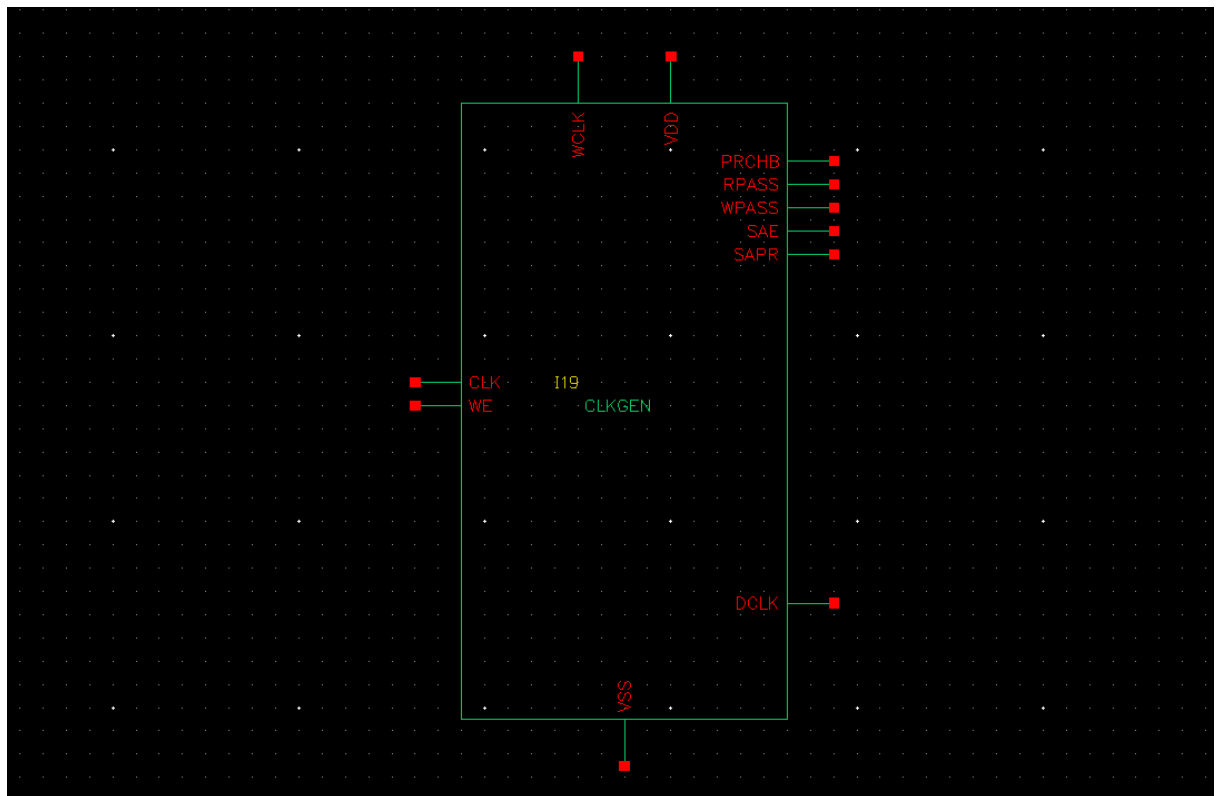 WCLK
VDD
PRCHB
RPASS
WPASS
SAE
SAPR
CLK
I19
WE
CLKGEN
DCLK
VSS